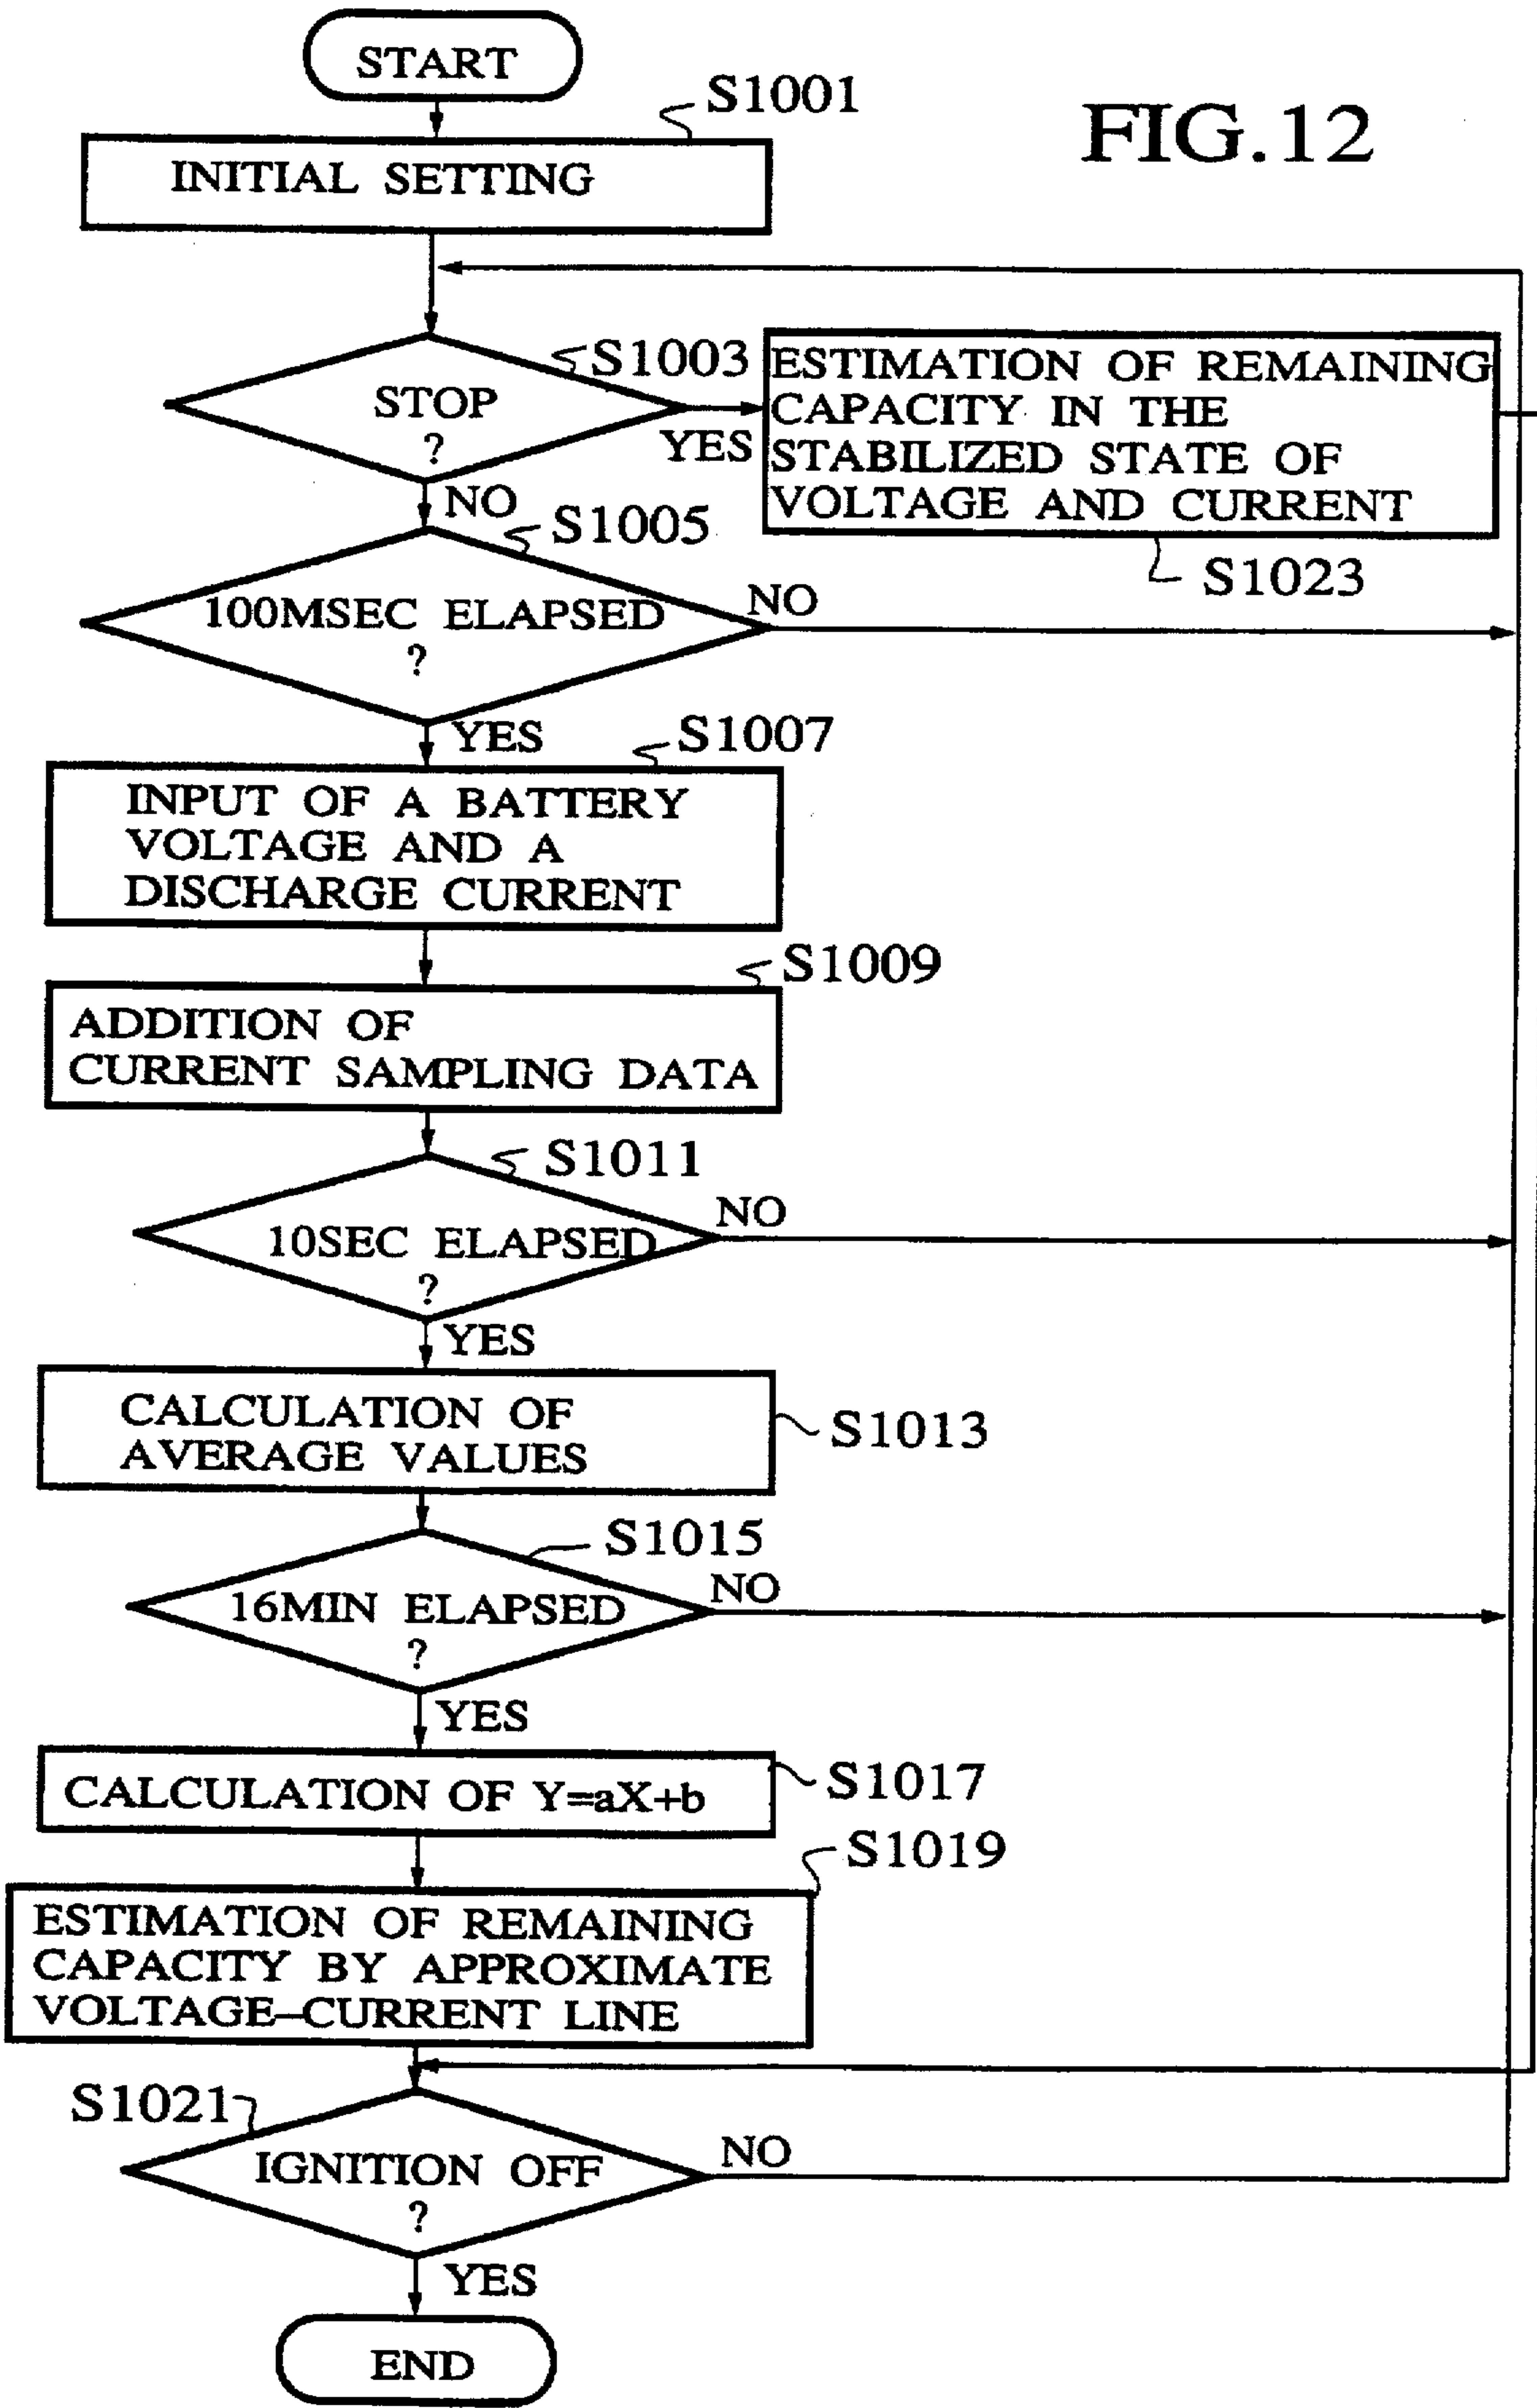 START
S1001
FIG.12
INITIAL SETTING
S1003
STOP
?
YES
ESTIMATION OF REMAINING
CAPACITY IN THE
STABILIZED STATE OF
VOLTAGE AND CURRENT
NO
S1005
S1023
100MSEC ELAPSED
?
NO
YES
S1007
INPUT OF A BATTERY
VOLTAGE AND A
DISCHARGE CURRENT
S1009
ADDITION OF
CURRENT SAMPLING DATA
S1011
10SEC ELAPSED
?
NO
YES
CALCULATION OF
AVERAGE VALUES
S1013
S1015
16MIN ELAPSED
?
NO
YES
CALCULATION OF Y=aX+b
S1017
S1019
ESTIMATION OF REMAINING
CAPACITY BY APPROXIMATE
VOLTAGE–CURRENT LINE
S1021
IGNITION OFF
?
NO
YES
END